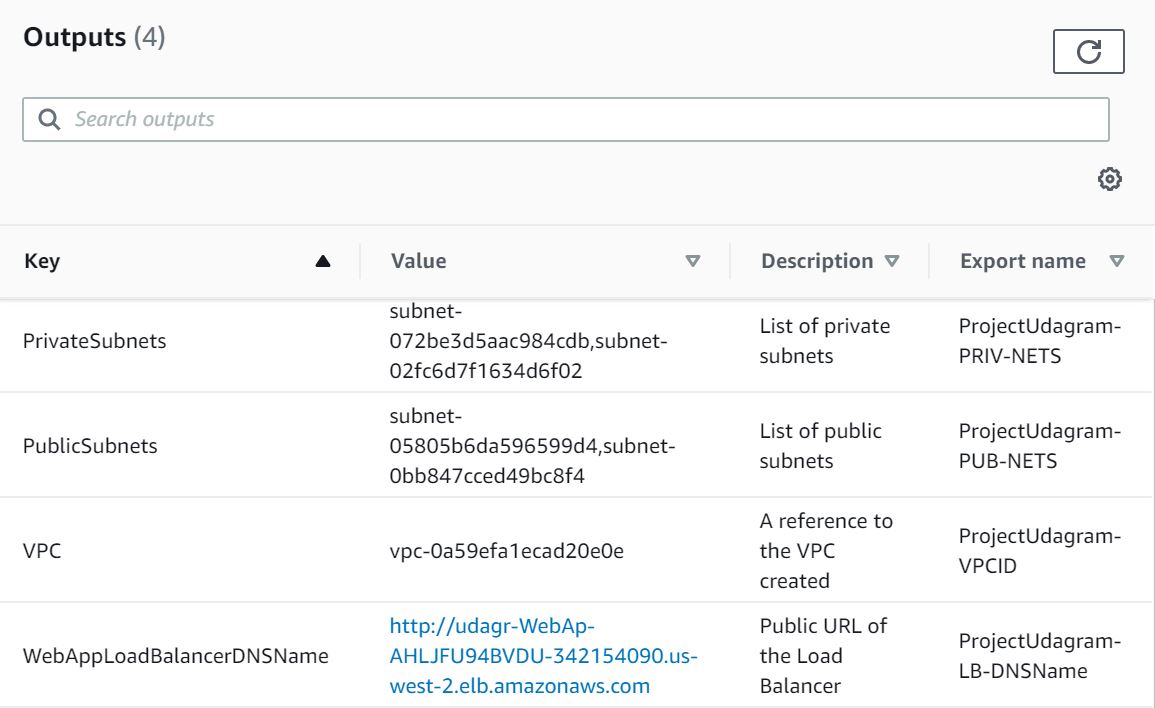 Outputs (4)
Search outputs
Key Value Description Export name
PrivateSubnets
subnet-
072be3d5aac984cdb,subnet-
02fc6d7f1634d6f02
List of private
subnets
ProjectUdagram-
PRIV-NETS
PublicSubnets
subnet-
05805b6da596599d4,subnet-
0bb847cced49bc8f4
List of public
subnets
ProjectUdagram-
PUB-NETS
VPC
vpc-0a59efa1ecad20e0e
A reference to
the VPC
created
ProjectUdagram-
VPCID
WebAppLoadBalancerDNSName
http://udagr-WebAp-
AHLJFU94BVDU-342154090.us-
west-2.elb.amazonaws.com
Public URL of
the Load
Balancer
ProjectUdagram-
LB-DNSName